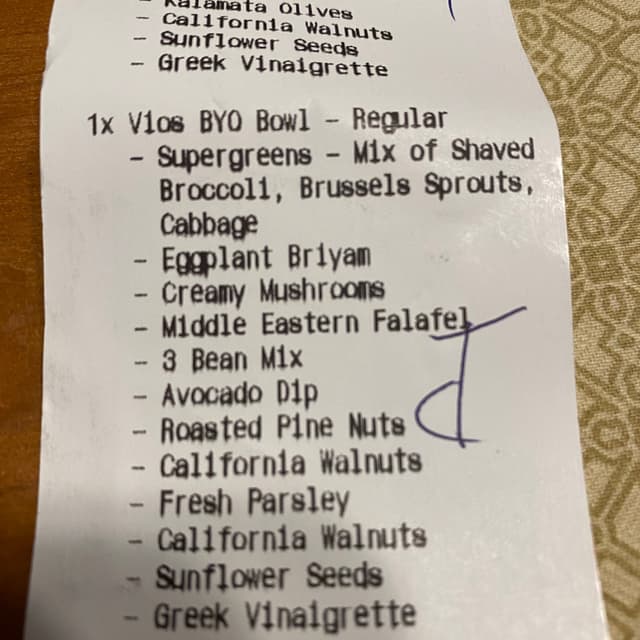 - Kalamata Olives
- California Walnuts
- Sunflower Seeds
- Greek Vinaigrette
1x Vios BYO Bowl - Regular
- Supergreens - Mix of Shaved
Broccoli, Brussels Sprouts,
Cabbage
- Eggplant Briyam
- Creamy Mushrooms
- Middle Eastern Falafel
- 3 Bean Mix
- Avocado Dip
- Roasted Pine Nuts
- California Walnuts
- Fresh Parsley
- California Walnuts
- Sunflower Seeds
- Greek Vinaigrette